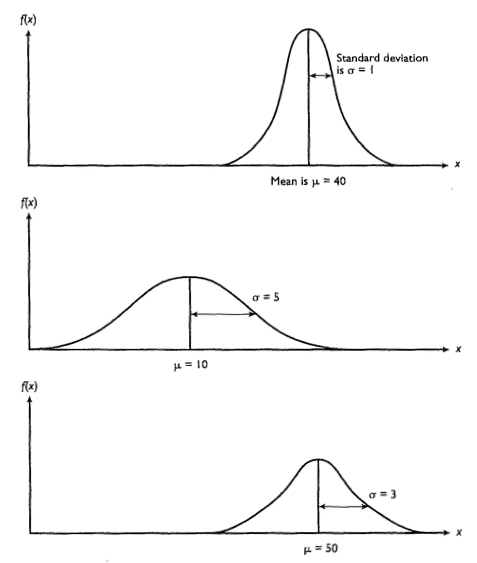 f(x)
Standard deviation
is σ = 1
x
Mean is μ = 40
f(x)
σ = 5
x
μ = 10
f(x)
σ = 3
x
μ = 50